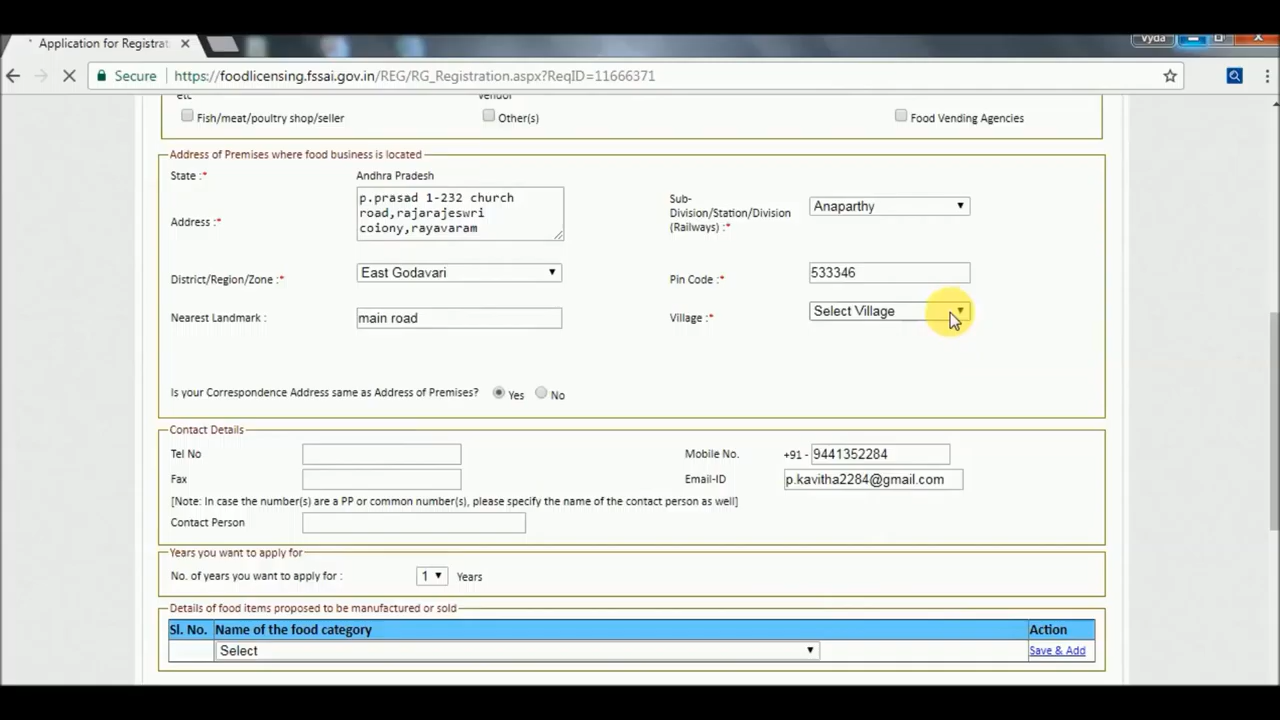 Application for Registrat
Vyda
Secure https://foodlicensing.fssai.gov.in/REG/RG_Registration.aspx?ReqID=11666371
etc vendor
Fish/meat/poultry shop/seller Other(s) Food Vending Agencies
Address of Premises where food business is located
State :* Andhra Pradesh
Address :* p.prasad 1-232 church
road,rajarajeswri
coiony,rayavaram
Sub-
Division/Station/Division
(Railways) :* Anaparthy
District/Region/Zone :* East Godavari Pin Code :* 533346
Nearest Landmark : main road Village :* Select Village
Is your Correspondence Address same as Address of Premises? Yes No
Contact Details
Tel No Mobile No. +91 - 9441352284
Fax Email-ID p.kavitha2284@gmail.com
[Note: In case the number(s) are a PP or common number(s), please specify the name of the contact person as well]
Contact Person
Years you want to apply for
No. of years you want to apply for : 1 Years
Details of food items proposed to be manufactured or sold
Sl. No. Name of the food category Action
Select Save & Add